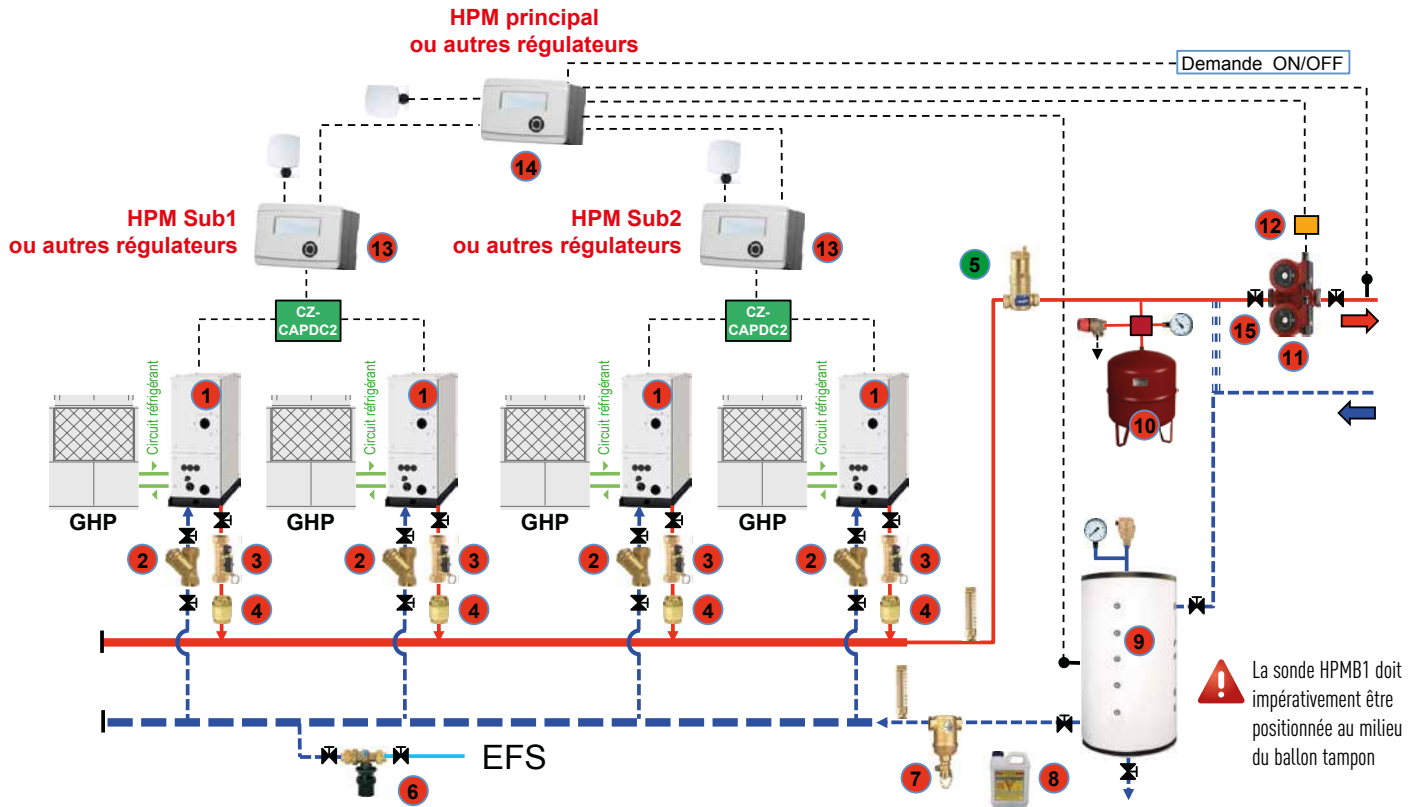 HPM principal
ou autres régulateurs
Demande ON/OFF
14
HPM Sub1
ou autres régulateurs
13
HPM Sub2
ou autres régulateurs
13
12
5
CZ-
CAPDC2
CZ-
CAPDC2
15
11
1
1
1
1
Circuit réfrigérant
Circuit réfrigérant
Circuit réfrigérant
Circuit réfrigérant
10
GHP
GHP
GHP
GHP
2
3
2
3
2
3
2
3
4
4
4
4
9
La sonde HPMB1 doit
impérativement être
positionnée au milieu
du ballon tampon
EFS
6
7
8